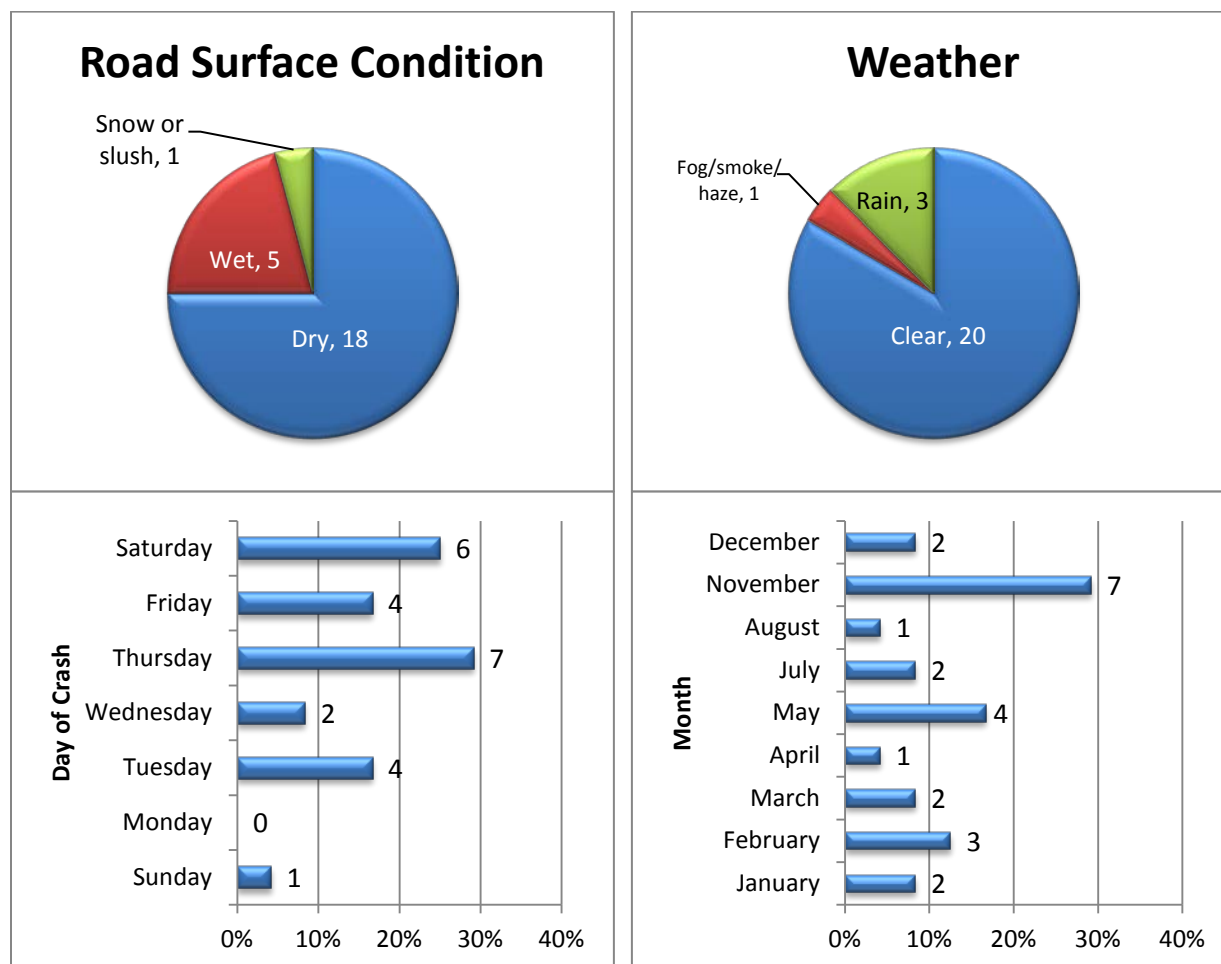 Road Surface Condition
Snow or
slush, 1
Wet, 5
Dry, 18
Weather
Fog/smoke/
haze, 1
Rain, 3
Clear, 20
Day of Crash
Saturday 6
Friday 4
Thursday 7
Wednesday 2
Tuesday 4
Monday 0
Sunday 1
0% 10% 20% 30% 40%
Month
December 2
November 7
August 1
July 2
May 4
April 1
March 2
February 3
January 2
0% 10% 20% 30% 40%